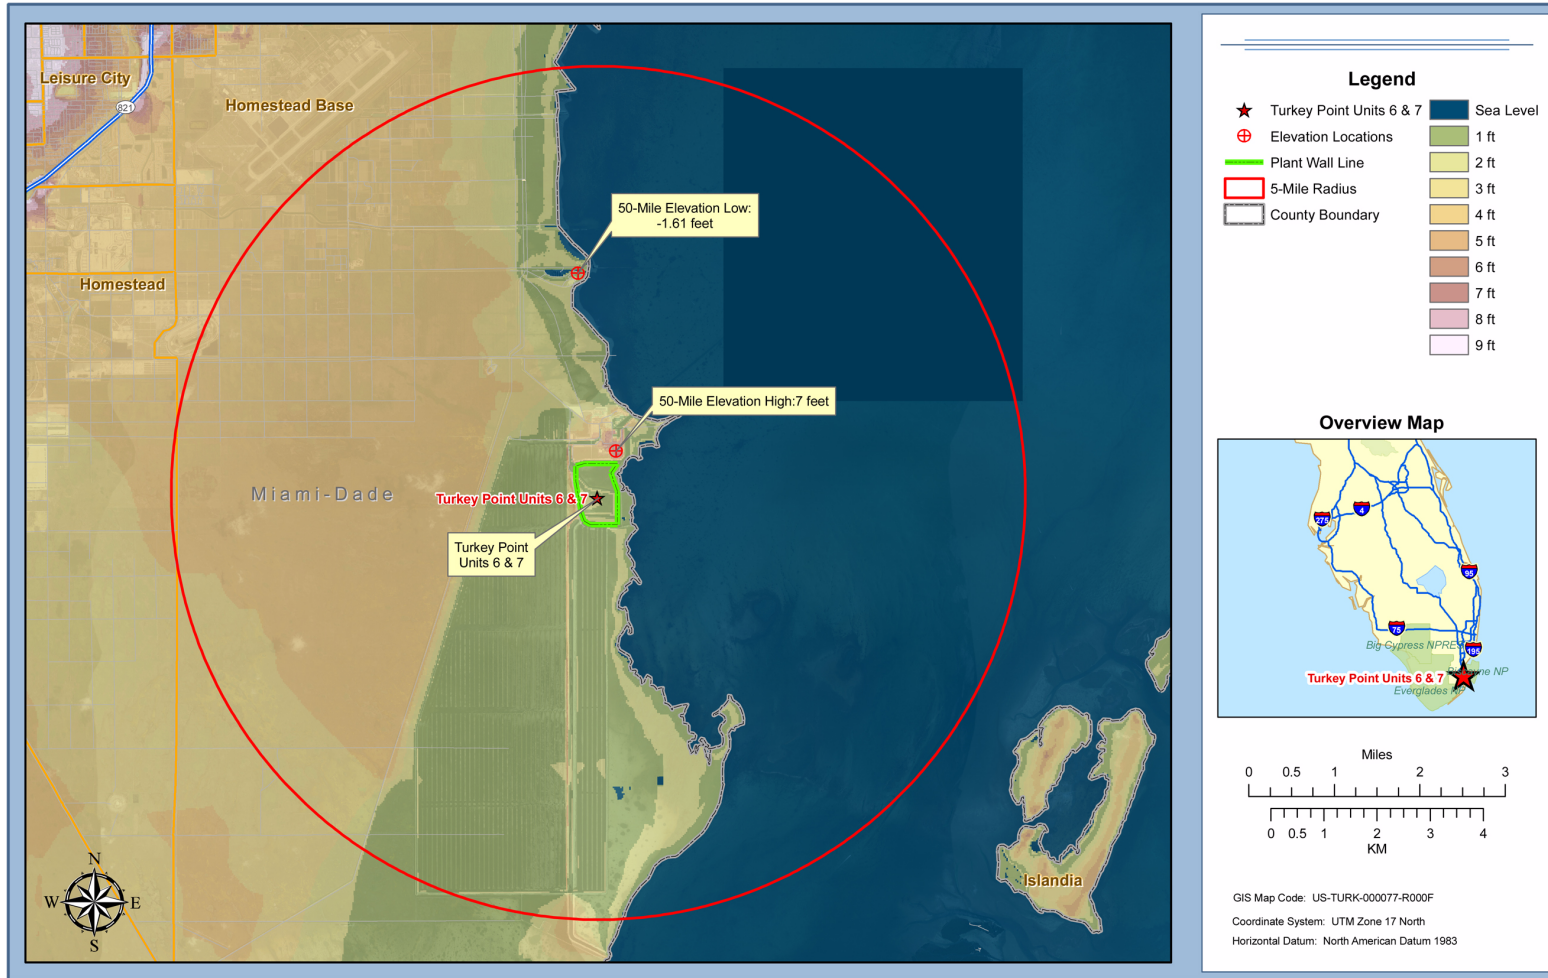 Leisure City
821
Homestead Base
50-Mile Elevation Low:
-1.61 feet
Homestead
50-Mile Elevation High:7 feet
Miami-Dade
Turkey Point Units 6 & 7
Turkey Point
Units 6 & 7
Islandia
N
W
E
S
Legend
Turkey Point Units 6 & 7
Elevation Locations
Plant Wall Line
5-Mile Radius
County Boundary
Sea Level
1 ft
2 ft
3 ft
4 ft
5 ft
6 ft
7 ft
8 ft
9 ft
Overview Map
275
4
95
75
195
Big Cypress NPRES
NP
Turkey Point Units 6 & 7
Everglades NP
Miles
0 0.5 1 2 3
0 0.5 1 2 3 4
KM
GIS Map Code: US-TURK-000077-R000F
Coordinate System: UTM Zone 17 North
Horizontal Datum: North American Datum 1983